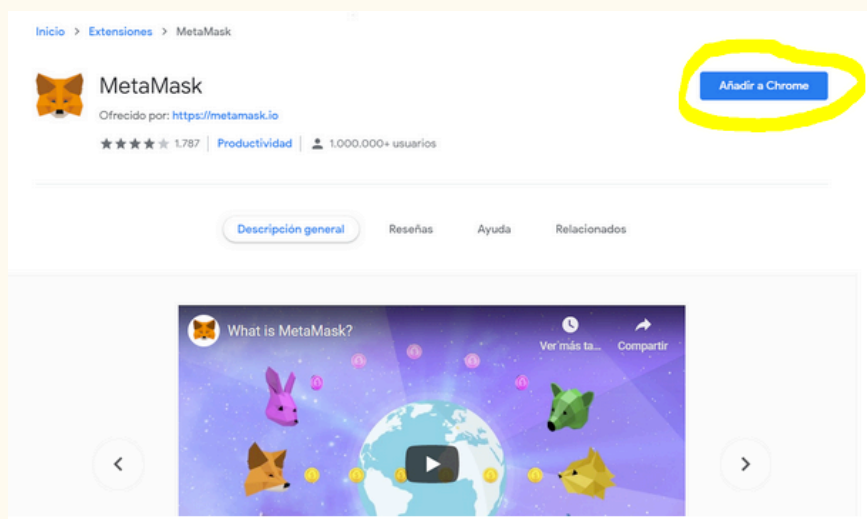 Inicio > Extensiones > MetaMask
MetaMask
Añadir a Chrome
Ofrecido por: https://metamask.io
1.787 | Productividad | 1.000.000+ usuarios
Descripción general Reseñas Ayuda Relacionados
What is MetaMask?
Ver más ta... Compartir